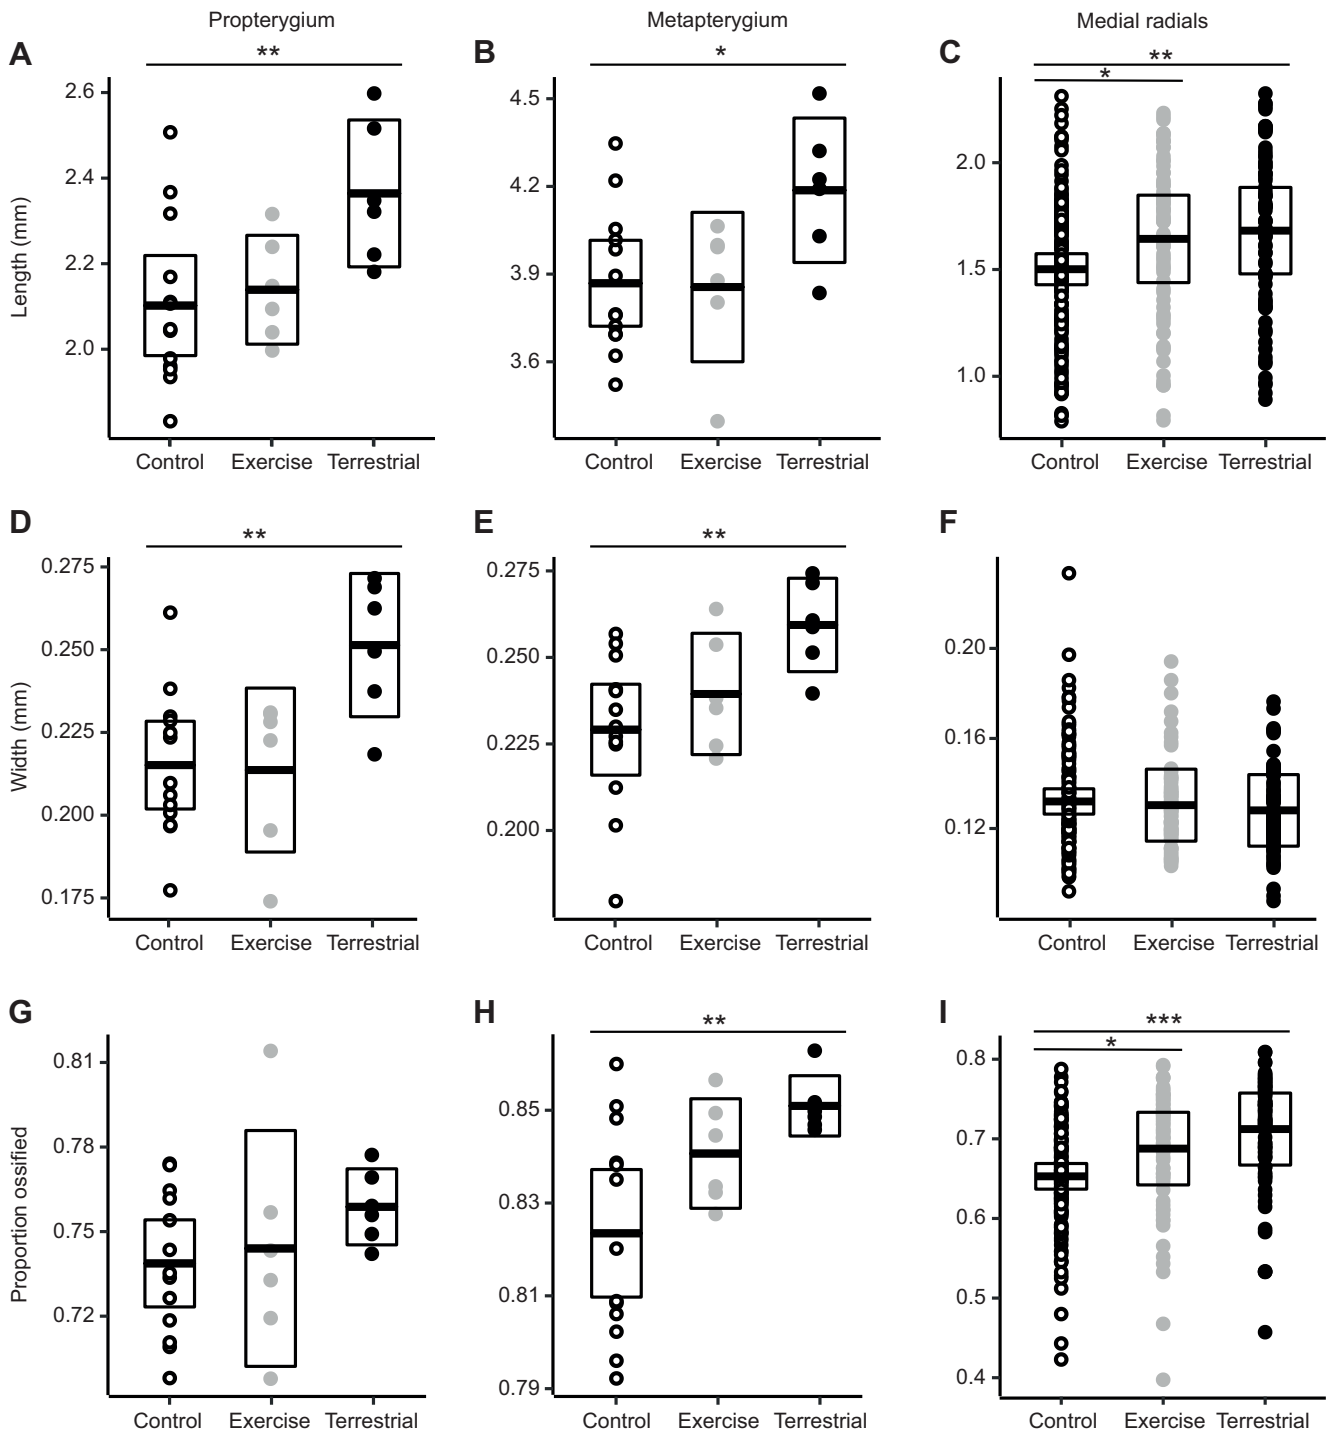 Propterygium Metapterygium Medial radials
A ** B * C **
*
Length (mm)
2.6
2.4
2.2
2.0
Control Exercise Terrestrial
4.5
4.2
3.9
3.6
Control Exercise Terrestrial
2.0
1.5
1.0
Control Exercise Terrestrial
D ** E ** F
Width (mm)
0.275
0.250
0.225
0.200
0.175
Control Exercise Terrestrial
0.275
0.250
0.225
0.200
Control Exercise Terrestrial
0.20
0.16
0.12
Control Exercise Terrestrial
G H ** I ***
*
Proportion ossified
0.81
0.78
0.75
0.72
Control Exercise Terrestrial
0.85
0.83
0.81
0.79
Control Exercise Terrestrial
0.8
0.7
0.6
0.5
0.4
Control Exercise Terrestrial